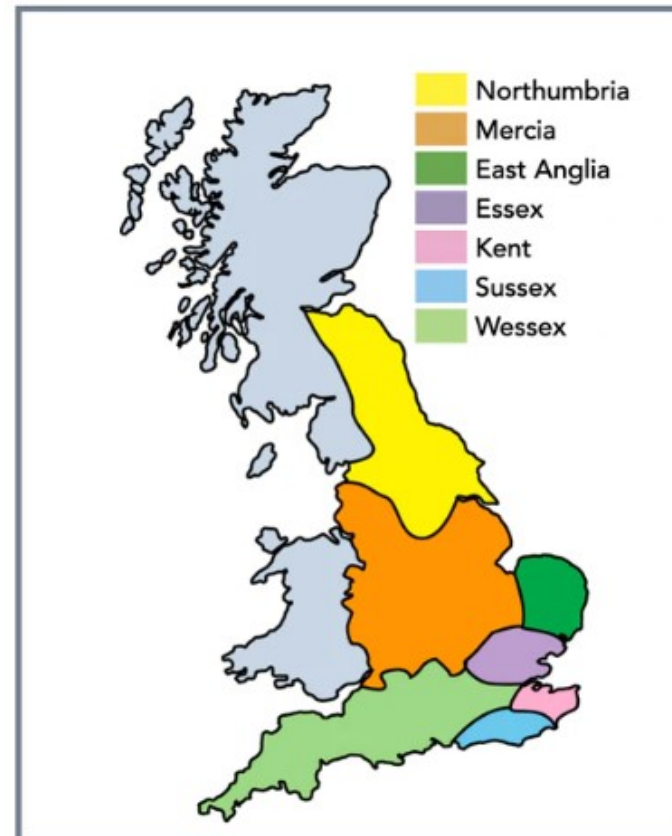 Northumbria
Mercia
East Anglia
Essex
Kent
Sussex
Wessex